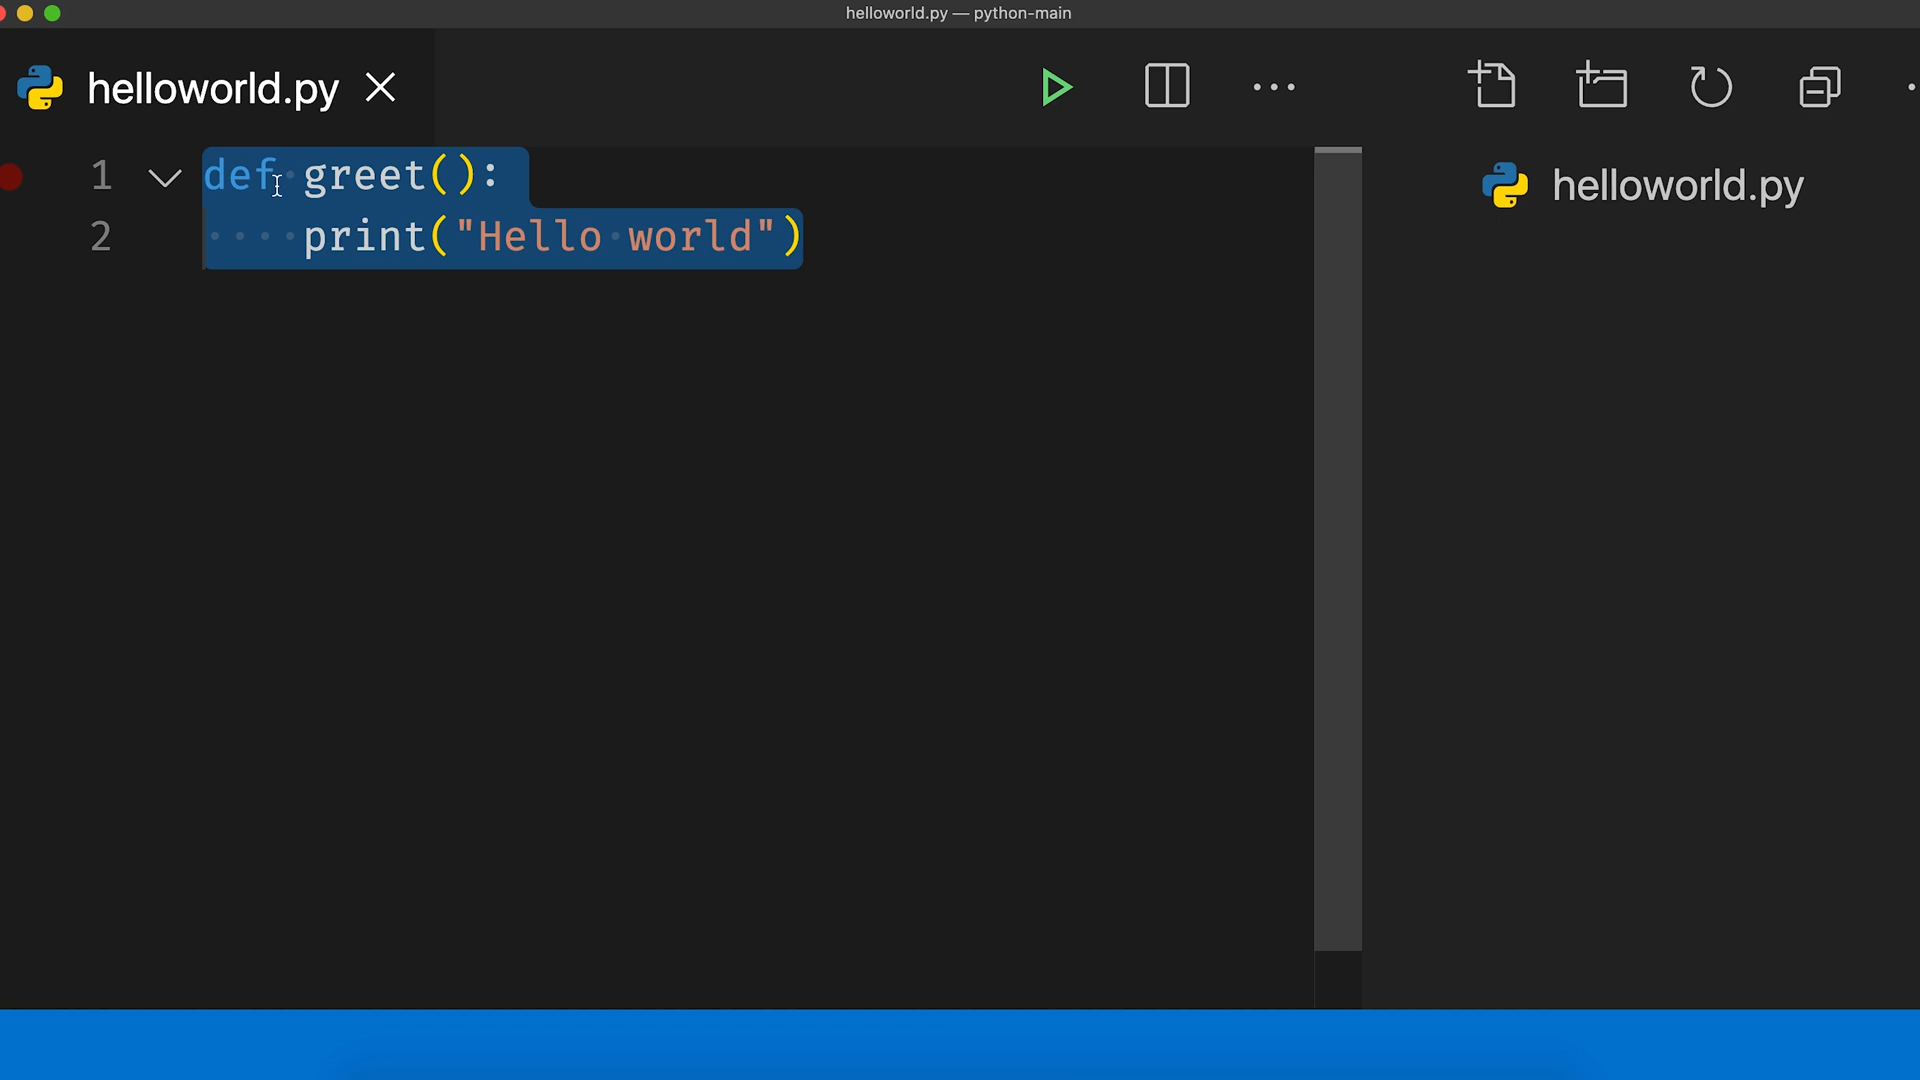 helloworld.py — python-main
helloworld.py
1 def greet():
2     print("Hello world")
helloworld.py